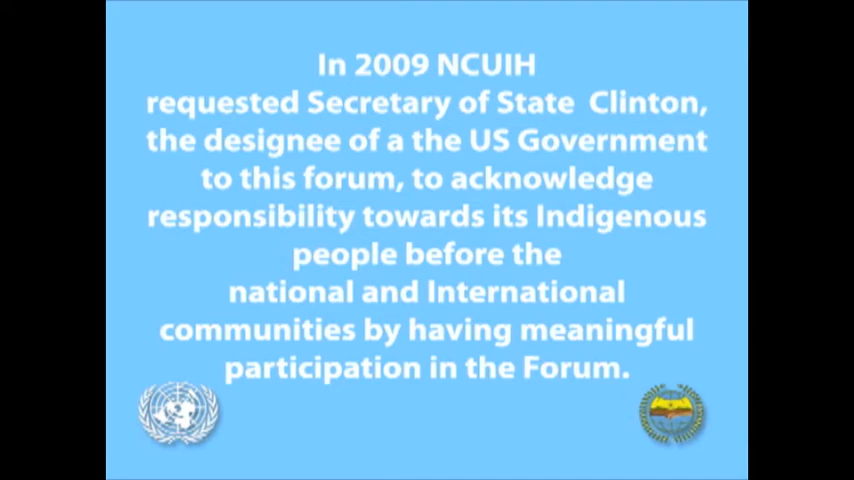 In 2009 NCUIH
requested Secretary of State Clinton,
the designee of a the US Government
to this forum, to acknowledge
responsibility towards its Indigenous
people before the
national and International
communities by having meaningful
participation in the Forum.